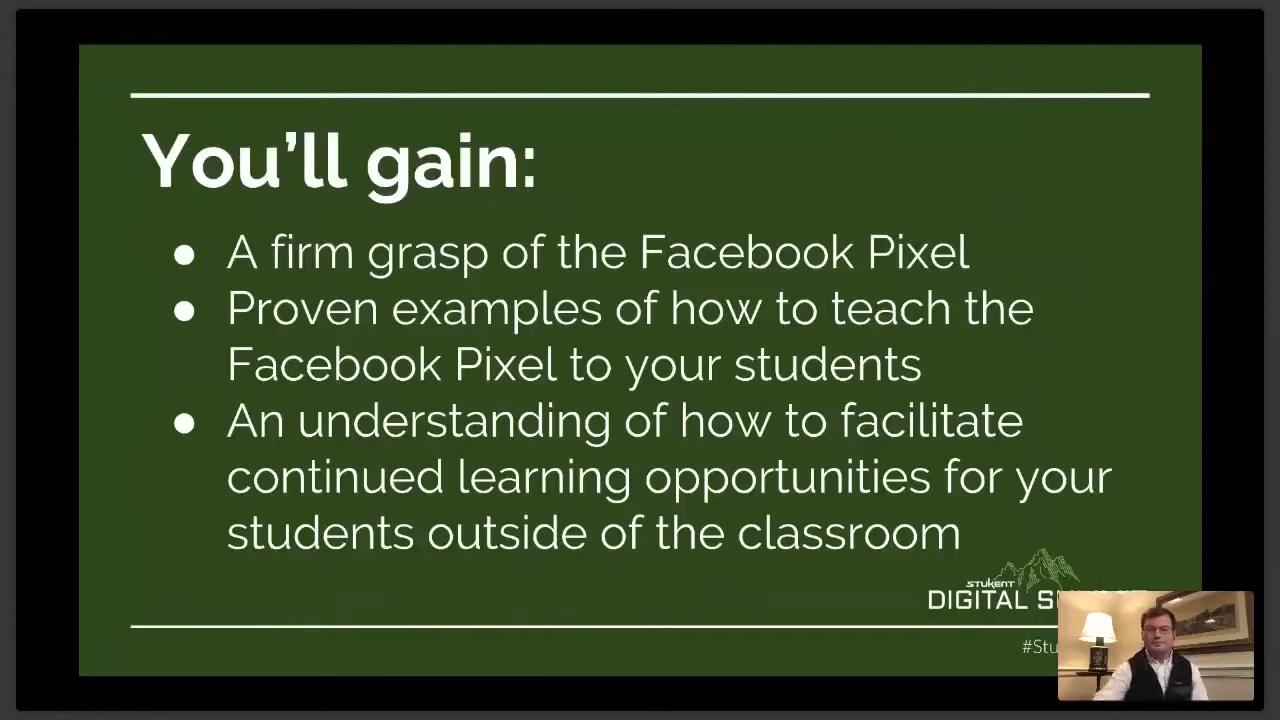 You’ll gain:
● A firm grasp of the Facebook Pixel
● Proven examples of how to teach the
Facebook Pixel to your students
● An understanding of how to facilitate
continued learning opportunities for your
students outside of the classroom
STUKENT
DIGITAL